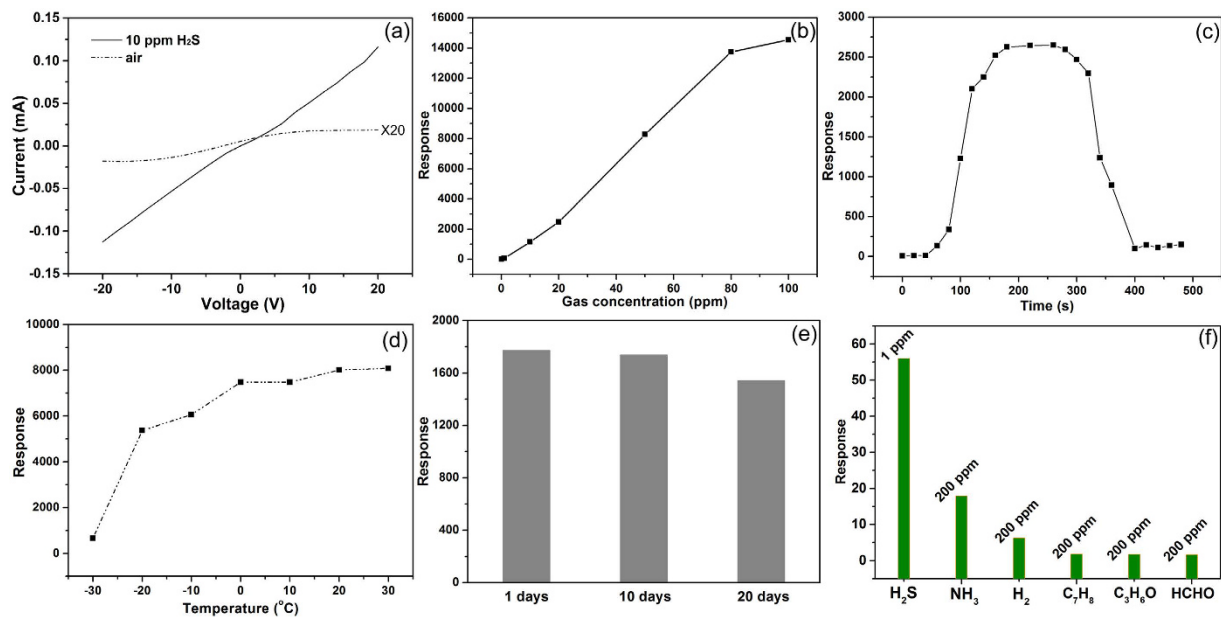 (a)
10 ppm H₂S
air
X20
0.15
0.10
0.05
0.00
-0.05
-0.10
-0.15
Current (mA)
-20 -10 0 10 20
Voltage (V)
(b)
16000
14000
12000
10000
8000
6000
4000
2000
0
Response
0 20 40 60 80 100
Gas concentration (ppm)
(c)
3000
2500
2000
1500
1000
500
0
Response
0 100 200 300 400 500
Time (s)
(d)
10000
8000
6000
4000
2000
0
Response
-30 -20 -10 0 10 20 30
Temperature (°C)
(e)
2000
1600
1200
800
400
0
Response
1 days 10 days 20 days
(f)
60
50
40
30
20
10
0
Response
1 ppm
200 ppm
200 ppm
200 ppm
200 ppm
200 ppm
H₂S NH₃ H₂ C₇H₈ C₃H₆O HCHO